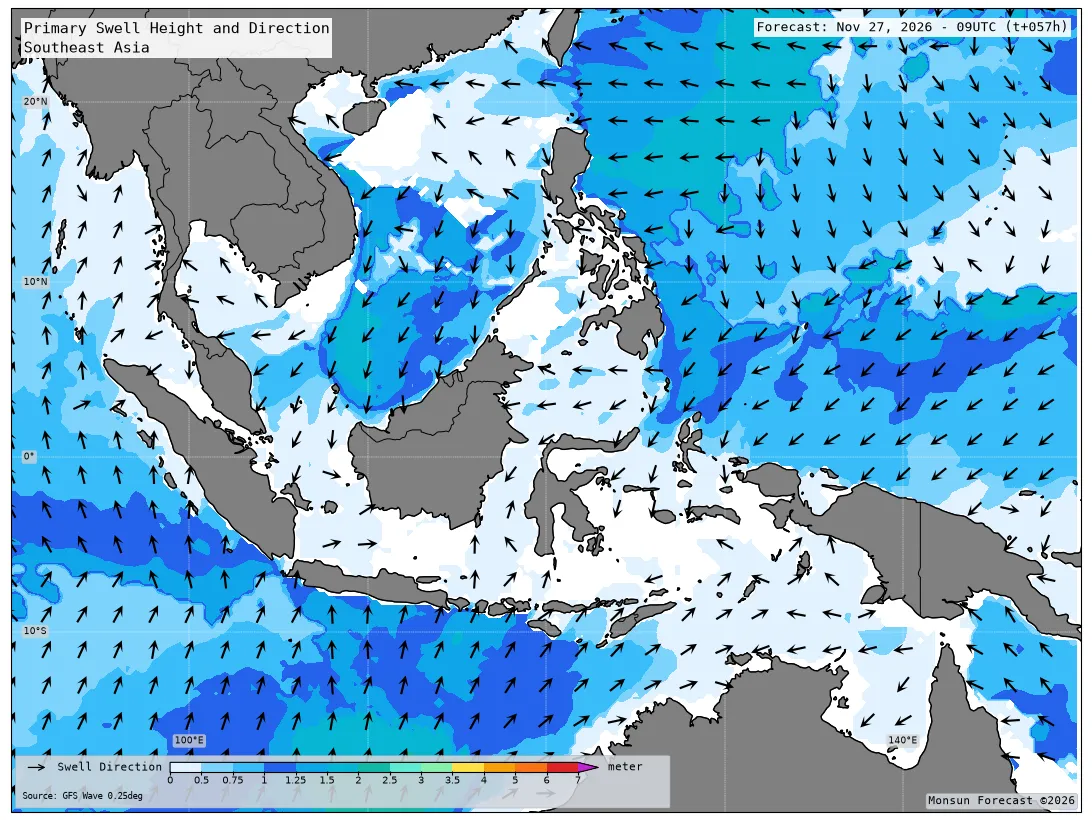 Primary Swell Height and Direction
Southeast Asia
Forecast: Nov 27, 2026 - 09UTC (t+057h)
20°N
10°N
0°
10°S
100°E
140°E
Swell Direction
0 0.5 0.75 1 1.25 1.5 2 2.5 3 3.5 4 5 6 7
meter
Source: GFS Wave 0.25deg
Monsun Forecast ©2026